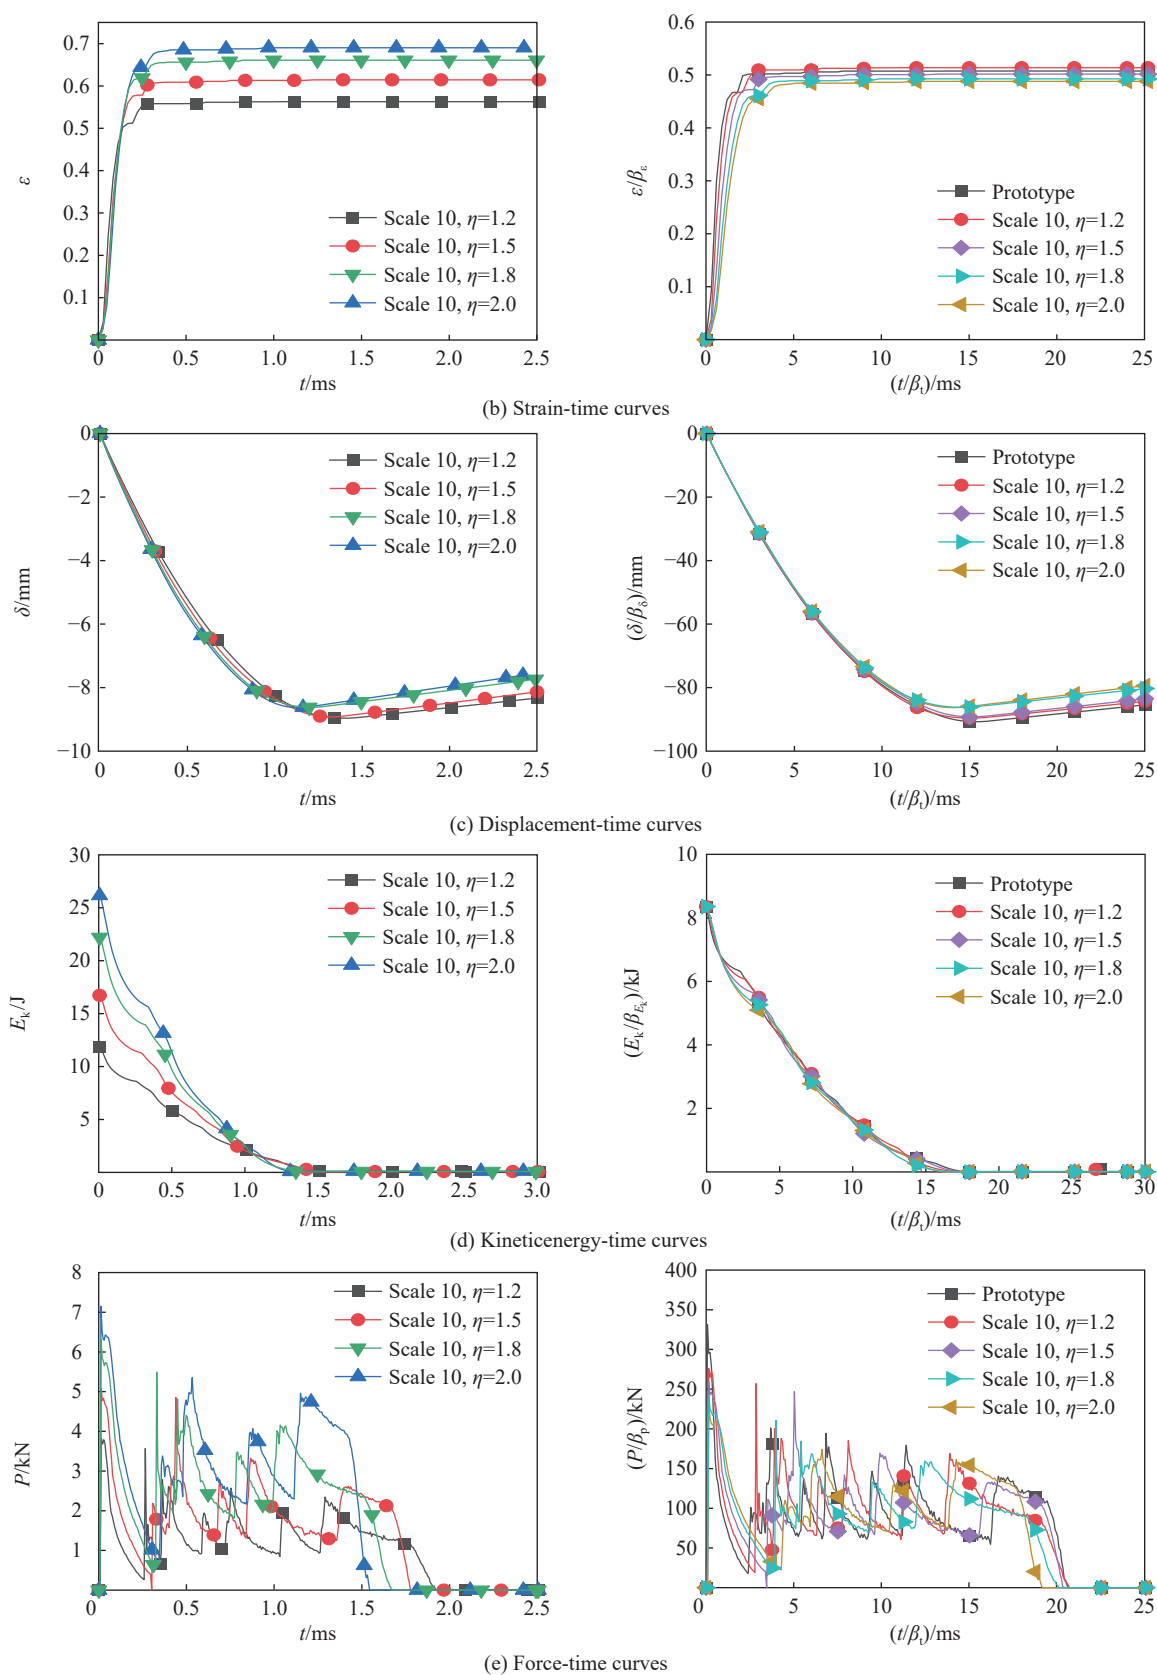 0.7
0.6
0.5
0.4
0.3
0.2
0.1
ε
0
0.5
1.0
1.5
2.0
2.5
t/ms
Scale 10, η=1.2
Scale 10, η=1.5
Scale 10, η=1.8
Scale 10, η=2.0
0.6
0.5
0.4
0.3
0.2
0.1
ε/βε
0
5
10
15
20
25
(t/βt)/ms
Prototype
Scale 10, η=1.2
Scale 10, η=1.5
Scale 10, η=1.8
Scale 10, η=2.0
(b) Strain-time curves
0
−2
−4
−6
−8
−10
δ/mm
0
0.5
1.0
1.5
2.0
2.5
t/ms
Scale 10, η=1.2
Scale 10, η=1.5
Scale 10, η=1.8
Scale 10, η=2.0
0
−20
−40
−60
−80
−100
(δ/βδ)/mm
0
5
10
15
20
25
(t/βt)/ms
Prototype
Scale 10, η=1.2
Scale 10, η=1.5
Scale 10, η=1.8
Scale 10, η=2.0
(c) Displacement-time curves
30
25
20
15
10
5
Ek/J
0
0.5
1.0
1.5
2.0
2.5
3.0
t/ms
Scale 10, η=1.2
Scale 10, η=1.5
Scale 10, η=1.8
Scale 10, η=2.0
10
8
6
4
2
(Ek/βEk)/kJ
0
5
10
15
20
25
30
(t/βt)/ms
Prototype
Scale 10, η=1.2
Scale 10, η=1.5
Scale 10, η=1.8
Scale 10, η=2.0
(d) Kineticenergy-time curves
8
7
6
5
4
3
2
1
P/kN
0
0.5
1.0
1.5
2.0
2.5
t/ms
Scale 10, η=1.2
Scale 10, η=1.5
Scale 10, η=1.8
Scale 10, η=2.0
400
350
300
250
200
150
100
50
(P/βp)/kN
0
5
10
15
20
25
(t/βt)/ms
Prototype
Scale 10, η=1.2
Scale 10, η=1.5
Scale 10, η=1.8
Scale 10, η=2.0
(e) Force-time curves